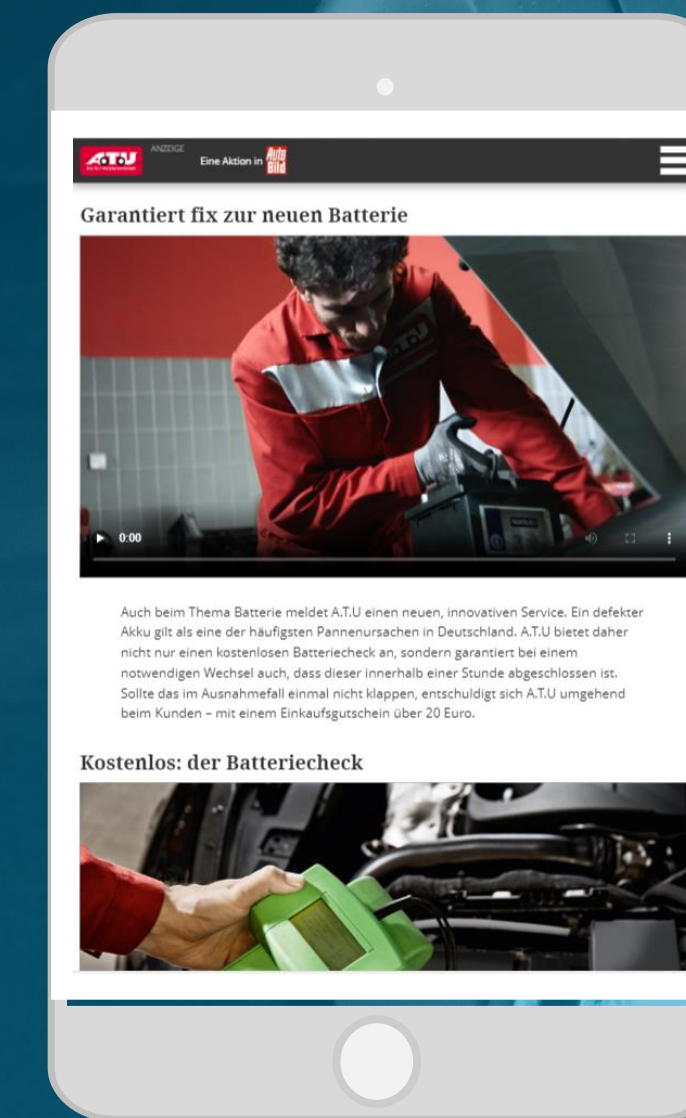 A.T.U
ANZEIGE
Eine Aktion in Auto Bild
Garantiert fix zur neuen Batterie
0:00
Auch beim Thema Batterie meldet A.T.U einen neuen, innovativen Service. Ein defekter
Akku gilt als eine der häufigsten Pannenursachen in Deutschland. A.T.U bietet daher
nicht nur einen kostenlosen Batteriecheck an, sondern garantiert bei einem
notwendigen Wechsel auch, dass dieser innerhalb einer Stunde abgeschlossen ist.
Sollte das im Ausnahmefall einmal nicht klappen, entschuldigt sich A.T.U umgehend
beim Kunden – mit einem Einkaufsgutschein über 20 Euro.
Kostenlos: der Batteriecheck